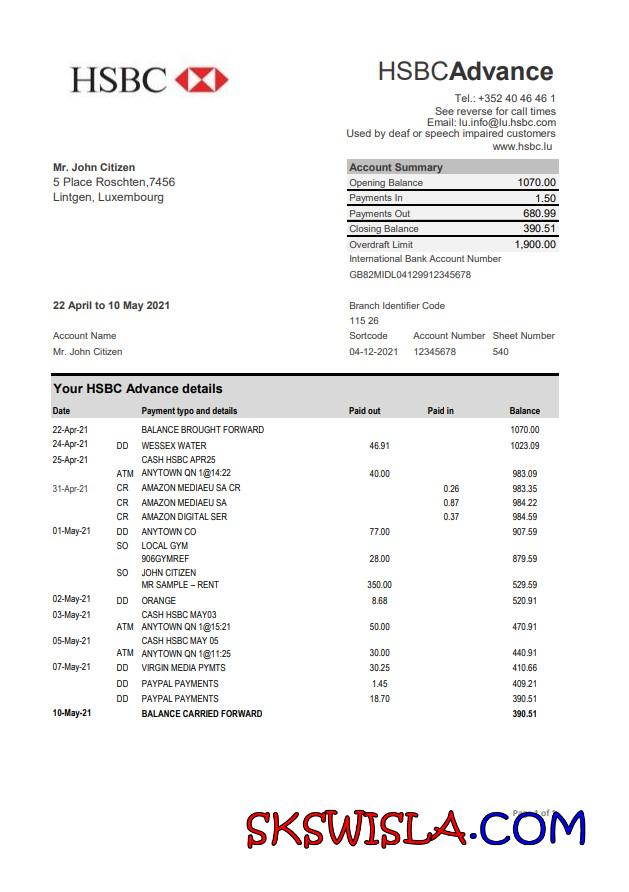 HSBC
HSBCAdvance
Tel.: +352 40 46 46 1
See reverse for call times
Email: lu.info@lu.hsbc.com
Used by deaf or speech impaired customers
www.hsbc.lu
Mr. John Citizen
5 Place Roschten,7456
Lintgen, Luxembourg
Account Summary
Opening Balance 1070.00
Payments In 1.50
Payments Out 680.99
Closing Balance 390.51
Overdraft Limit 1,900.00
International Bank Account Number
GB82MIDL04129912345678
22 April to 10 May 2021
Branch Identifier Code
115 26
Account Name Sortcode Account Number Sheet Number
Mr. John Citizen 04-12-2021 12345678 540
Your HSBC Advance details
Date Payment typo and details Paid out Paid in Balance
22-Apr-21 BALANCE BROUGHT FORWARD 1070.00
24-Apr-21 DD WESSEX WATER 46.91 1023.09
25-Apr-21 CASH HSBC APR25
ATM ANYTOWN QN 1@14:22 40.00 983.09
31-Apr-21 CR AMAZON MEDIAEU SA CR 0.26 983.35
CR AMAZON MEDIAEU SA 0.87 984.22
CR AMAZON DIGITAL SER 0.37 984.59
01-May-21 DD ANYTOWN CO 77.00 907.59
SO LOCAL GYM
906GYMREF 28.00 879.59
SO JOHN CITIZEN
MR SAMPLE – RENT 350.00 529.59
02-May-21 DD ORANGE 8.68 520.91
03-May-21 CASH HSBC MAY03
ATM ANYTOWN QN 1@15:21 50.00 470.91
05-May-21 CASH HSBC MAY 05
ATM ANYTOWN QN 1@11:25 30.00 440.91
07-May-21 DD VIRGIN MEDIA PYMTS 30.25 410.66
DD PAYPAL PAYMENTS 1.45 409.21
DD PAYPAL PAYMENTS 18.70 390.51
10-May-21 BALANCE CARRIED FORWARD 390.51
SKSWISLA.COM